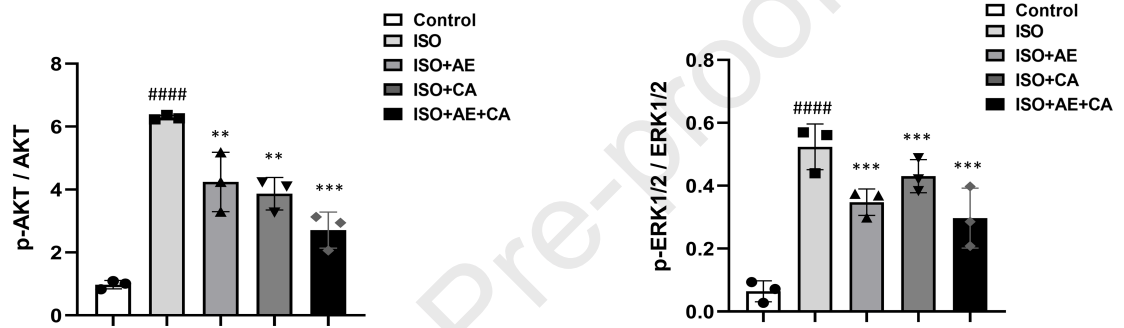 Control
ISO
ISO+AE
ISO+CA
ISO+AE+CA
p-AKT / AKT
8
6
4
2
0
####
**
**
***
Control
ISO
ISO+AE
ISO+CA
ISO+AE+CA
p-ERK1/2 / ERK1/2
0.8
0.6
0.4
0.2
0.0
####
***
***
***
Pre-proo